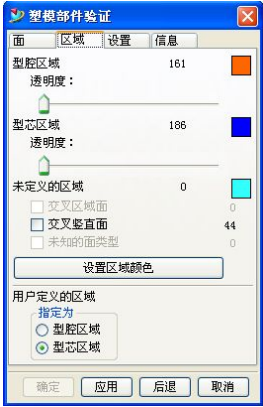 塑模部件验证
面 区域 设置 信息
型腔区域 161
透明度：
型芯区域 186
透明度：
未定义的区域 0
交叉区域面 0
交叉竖直面 44
未知的面类型 0
设置区域颜色
用户定义的区域
指定为
型腔区域
型芯区域
确定 应用 后退 取消